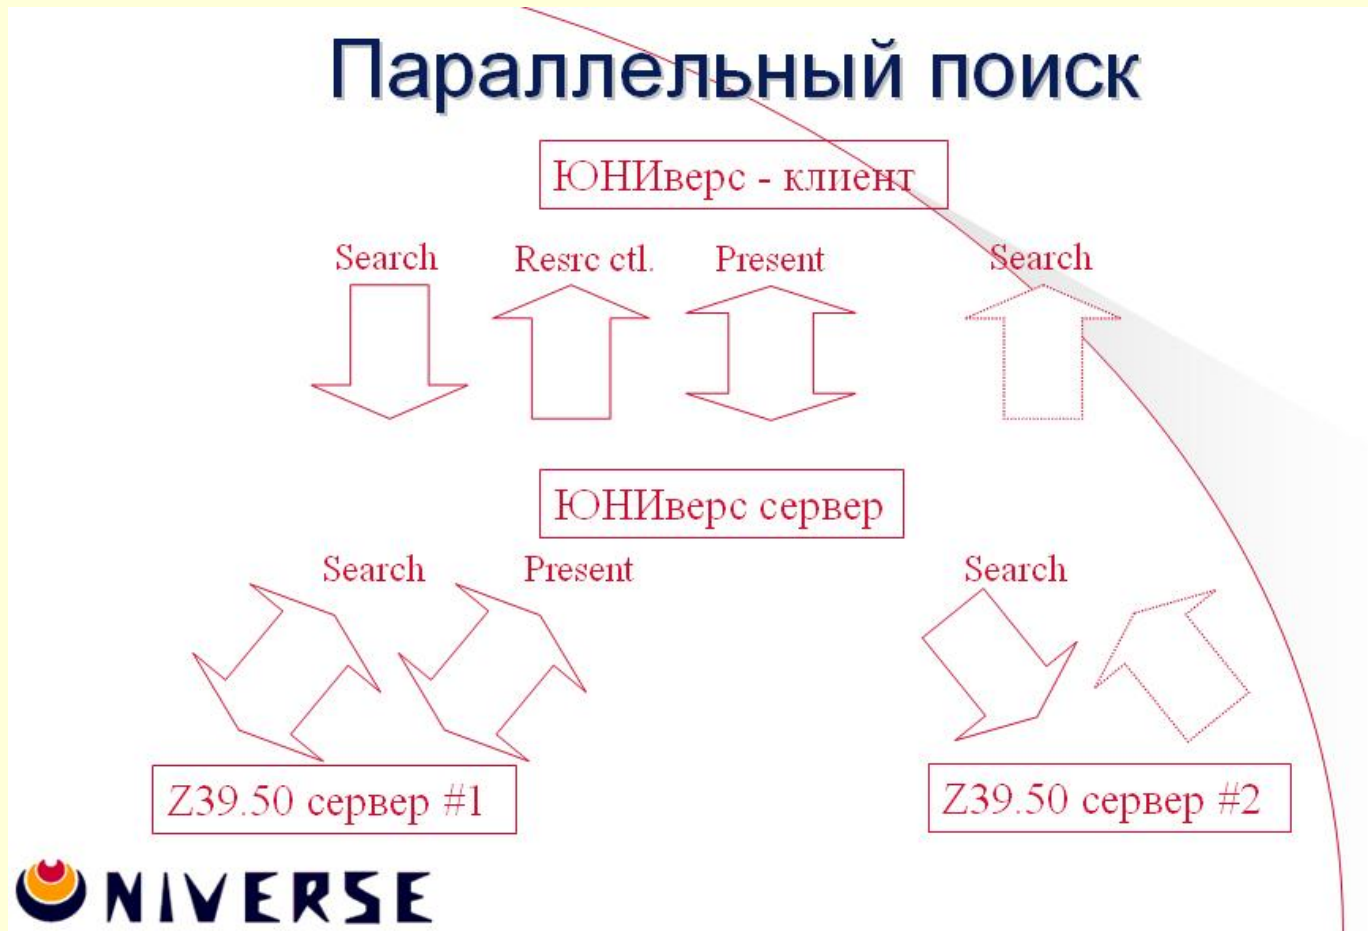 Параллельный поиск
ЮНИверс - клиент
Search Resrc ctl. Present Search
ЮНИверс сервер
Search Present Search
Z39.50 сервер #1 Z39.50 сервер #2
UNIVERSE